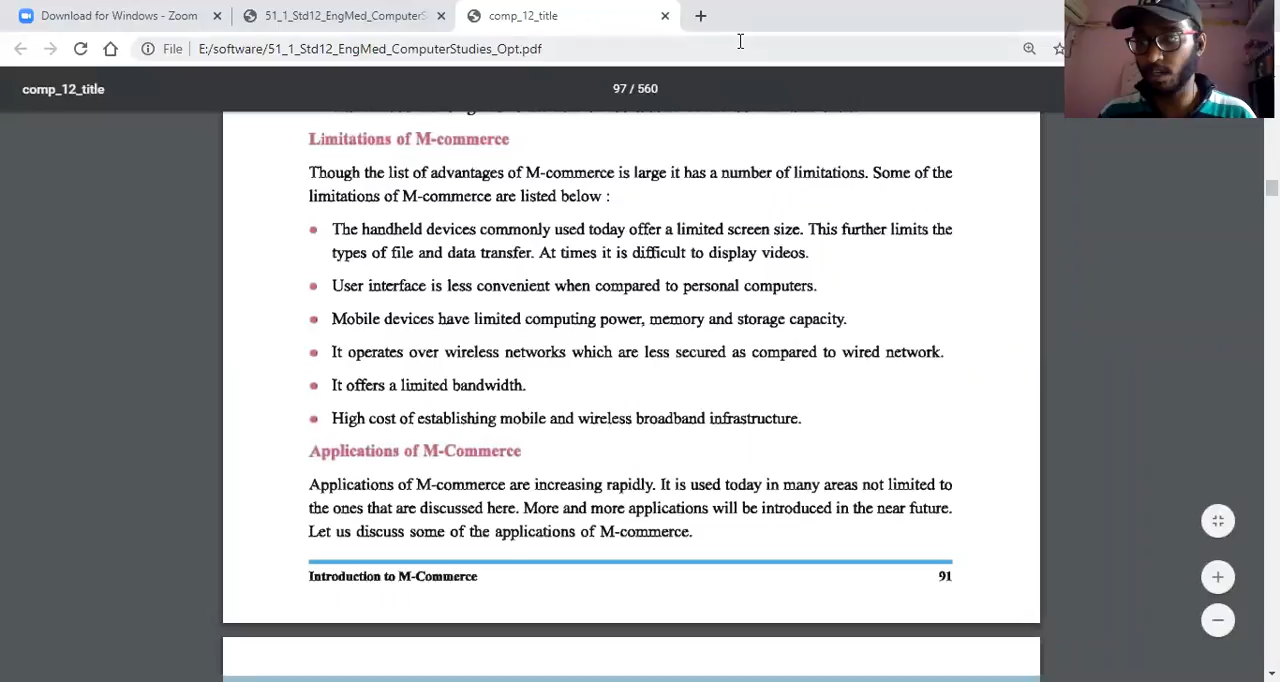 Download for Windows - Zoom
51_1_Std12_EngMed_ComputerS
comp_12_title
File
E:/software/51_1_Std12_EngMed_ComputerStudies_Opt.pdf
comp_12_title
97 / 560
Limitations of M-commerce
Though the list of advantages of M-commerce is large it has a number of limitations. Some of the
limitations of M-commerce are listed below :
• The handheld devices commonly used today offer a limited screen size. This further limits the
types of file and data transfer. At times it is difficult to display videos.
• User interface is less convenient when compared to personal computers.
• Mobile devices have limited computing power, memory and storage capacity.
• It operates over wireless networks which are less secured as compared to wired network.
• It offers a limited bandwidth.
• High cost of establishing mobile and wireless broadband infrastructure.
Applications of M-Commerce
Applications of M-commerce are increasing rapidly. It is used today in many areas not limited to
the ones that are discussed here. More and more applications will be introduced in the near future.
Let us discuss some of the applications of M-commerce.
Introduction to M-Commerce 91